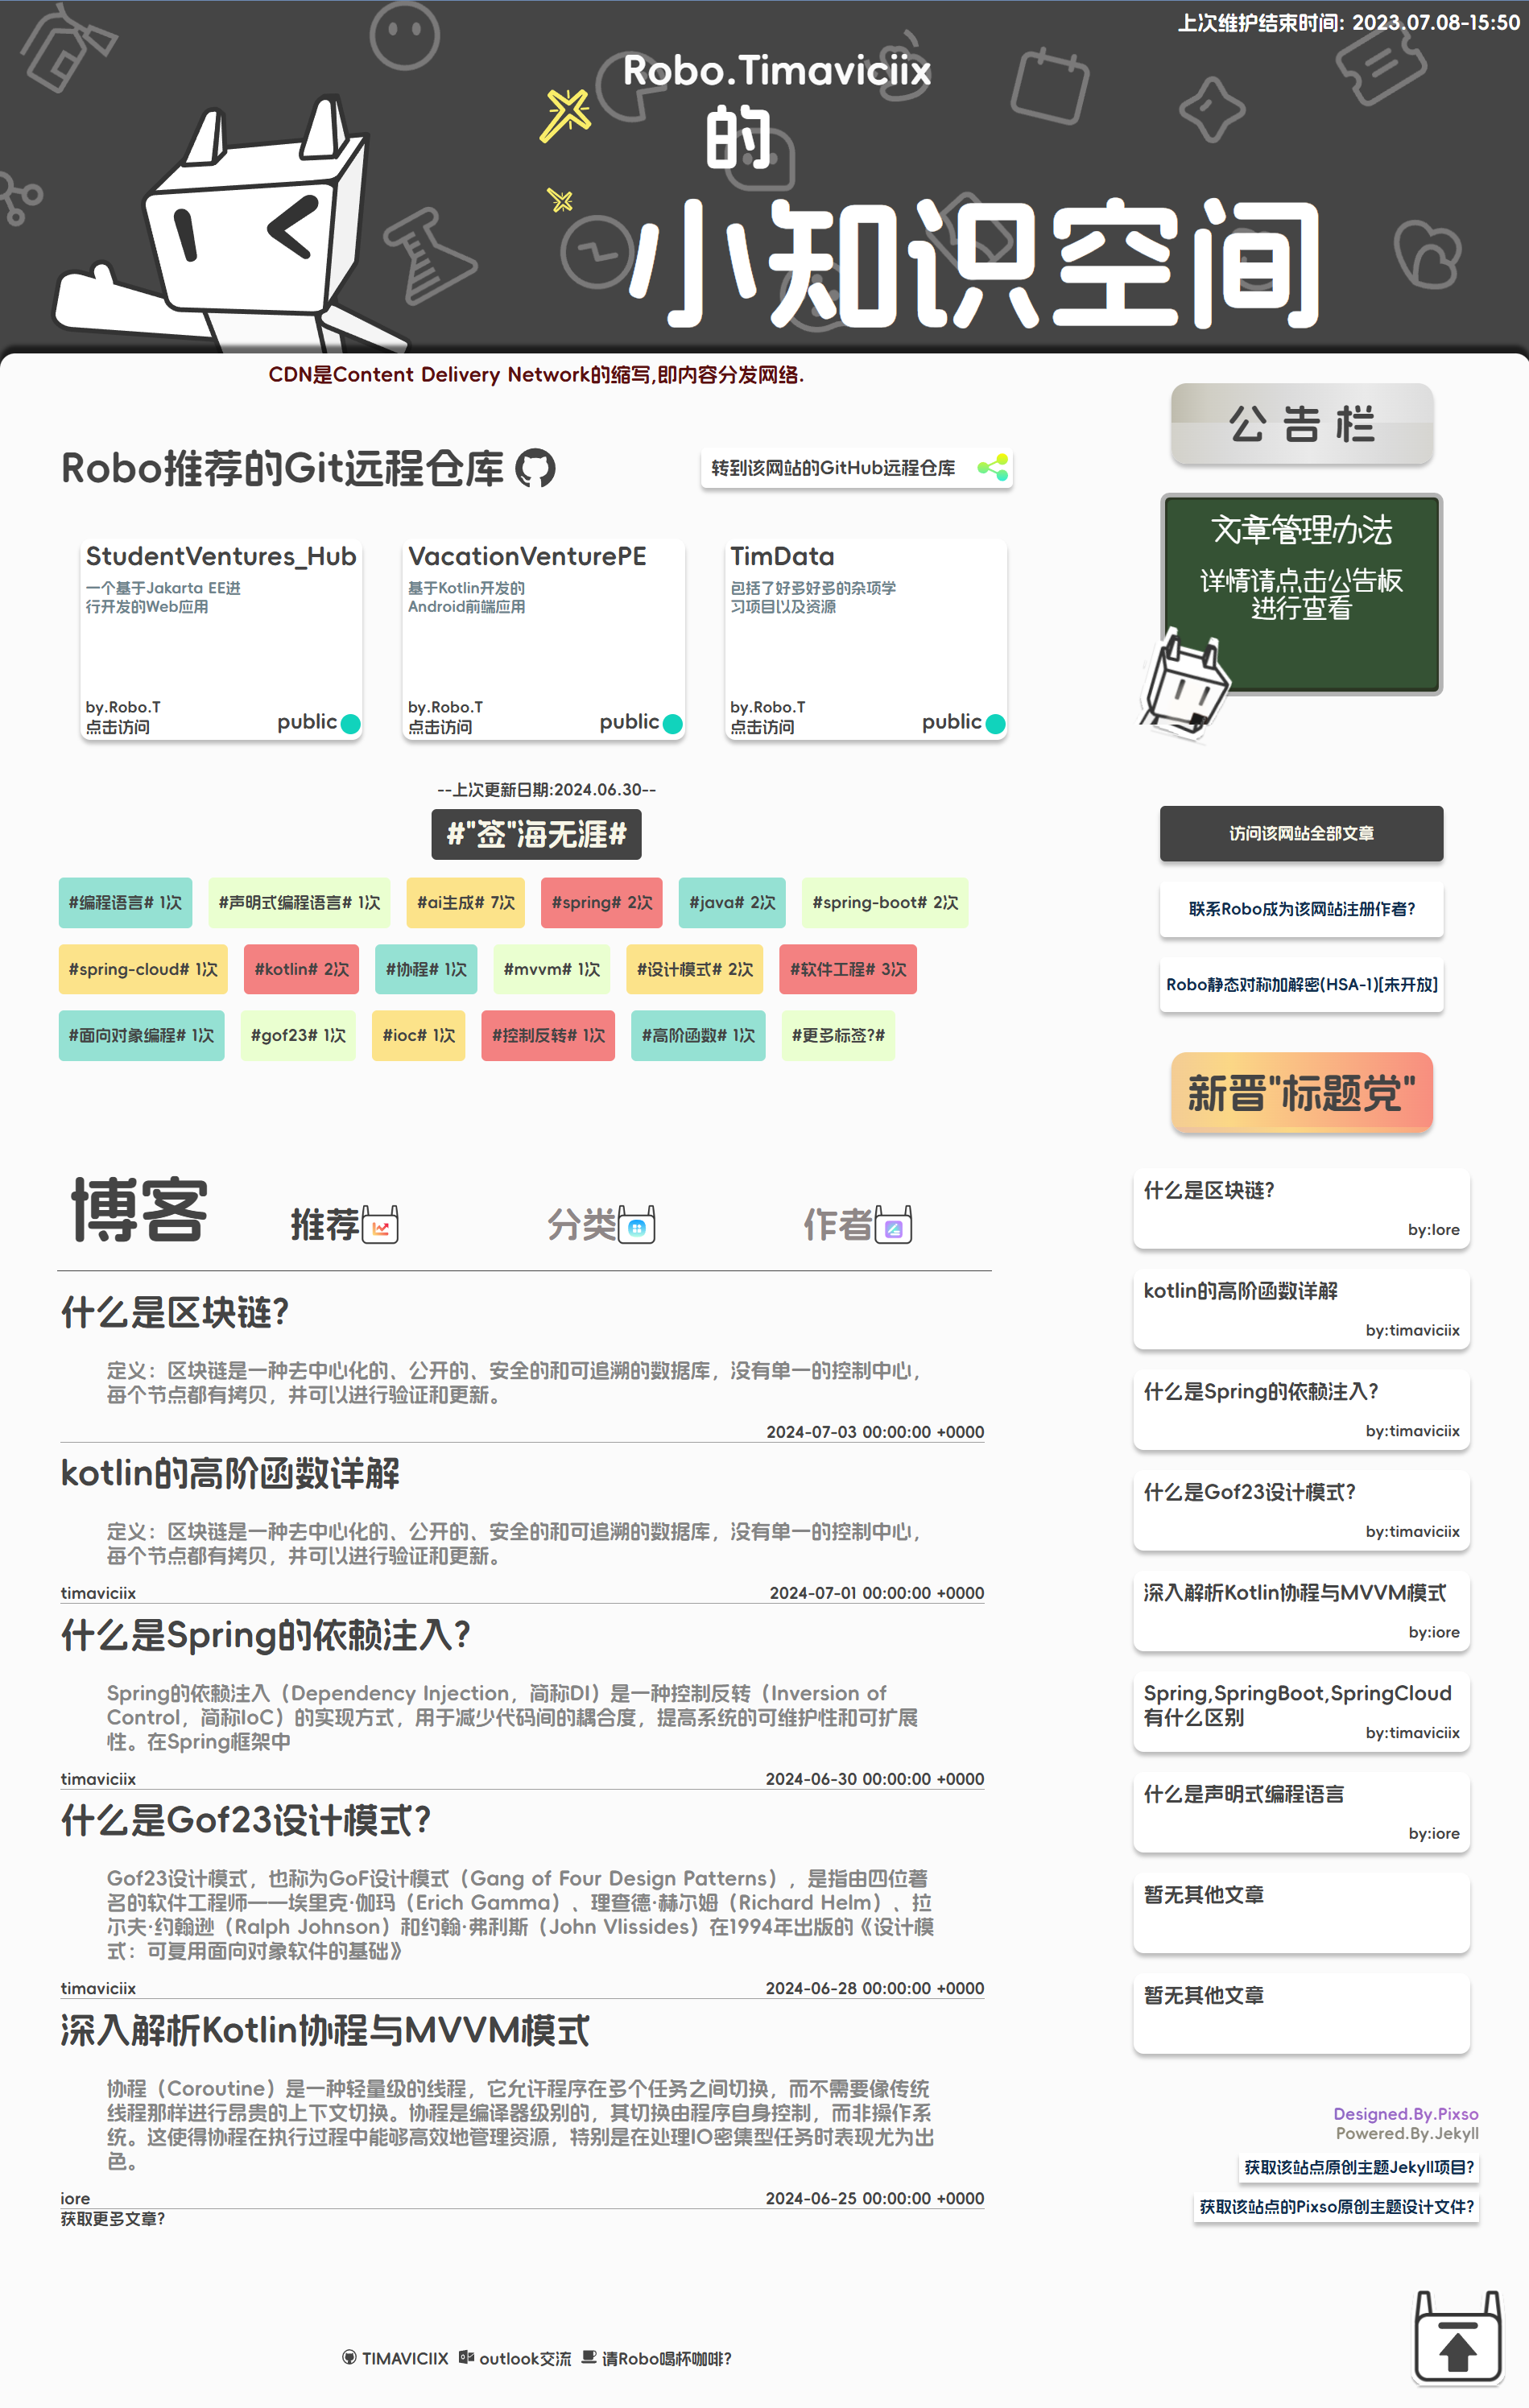 上次维护结束时间: 2023.07.08-15:50
Robo.Timaviciix
的
小知识空间
CDN是Content Delivery Network的缩写,即内容分发网络.
Robo推荐的Git远程仓库
转到该网站的GitHub远程仓库
StudentVentures_Hub
一个基于Jakarta EE进
行开发的Web应用
by.Robo.T
点击访问
public
VacationVenturePE
基于Kotlin开发的
Android前端应用
by.Robo.T
点击访问
public
TimData
包括了好多好多的杂项学
习项目以及资源
by.Robo.T
点击访问
public
--上次更新日期:2024.06.30--
#"签"海无涯#
#编程语言# 1次
#声明式编程语言# 1次
#ai生成# 7次
#spring# 2次
#java# 2次
#spring-boot# 2次
#spring-cloud# 1次
#kotlin# 2次
#协程# 1次
#mvvm# 1次
#设计模式# 2次
#软件工程# 3次
#面向对象编程# 1次
#gof23# 1次
#ioc# 1次
#控制反转# 1次
#高阶函数# 1次
#更多标签?#
博客
推荐
分类
作者
什么是区块链?
定义：区块链是一种去中心化的、公开的、安全的和可追溯的数据库，没有单一的控制中心，
每个节点都有拷贝，并可以进行验证和更新。
2024-07-03 00:00:00 +0000
kotlin的高阶函数详解
定义：区块链是一种去中心化的、公开的、安全的和可追溯的数据库，没有单一的控制中心，
每个节点都有拷贝，并可以进行验证和更新。
timaviciix
2024-07-01 00:00:00 +0000
什么是Spring的依赖注入?
Spring的依赖注入（Dependency Injection，简称DI）是一种控制反转（Inversion of
Control，简称IoC）的实现方式，用于减少代码间的耦合度，提高系统的可维护性和可扩展
性。在Spring框架中
timaviciix
2024-06-30 00:00:00 +0000
什么是Gof23设计模式?
Gof23设计模式，也称为GoF设计模式（Gang of Four Design Patterns），是指由四位著
名的软件工程师——埃里克·伽玛（Erich Gamma）、理查德·赫尔姆（Richard Helm）、拉
尔夫·约翰逊（Ralph Johnson）和约翰·弗利斯（John Vlissides）在1994年出版的《设计模
式：可复用面向对象软件的基础》
timaviciix
2024-06-28 00:00:00 +0000
深入解析Kotlin协程与MVVM模式
协程（Coroutine）是一种轻量级的线程，它允许程序在多个任务之间切换，而不需要像传统
线程那样进行昂贵的上下文切换。协程是编译器级别的，其切换由程序自身控制，而非操作系
统。这使得协程在执行过程中能够高效地管理资源，特别是在处理IO密集型任务时表现尤为出
色。
iore
2024-06-25 00:00:00 +0000
获取更多文章?
公告栏
文章管理办法
详情请点击公告板
进行查看
访问该网站全部文章
联系Robo成为该网站注册作者?
Robo静态对称加解密(HSA-1)[未开放]
新晋"标题党"
什么是区块链?
by:Iore
kotlin的高阶函数详解
by:timaviciix
什么是Spring的依赖注入?
by:timaviciix
什么是Gof23设计模式?
by:timaviciix
深入解析Kotlin协程与MVVM模式
by:iore
Spring,SpringBoot,SpringCloud
有什么区别
by:timaviciix
什么是声明式编程语言
by:iore
暂无其他文章
暂无其他文章
Designed.By.Pixso
Powered.By.Jekyll
获取该站点原创主题Jekyll项目?
获取该站点的Pixso原创主题设计文件?
TIMAVICIIX
outlook交流
请Robo喝杯咖啡?